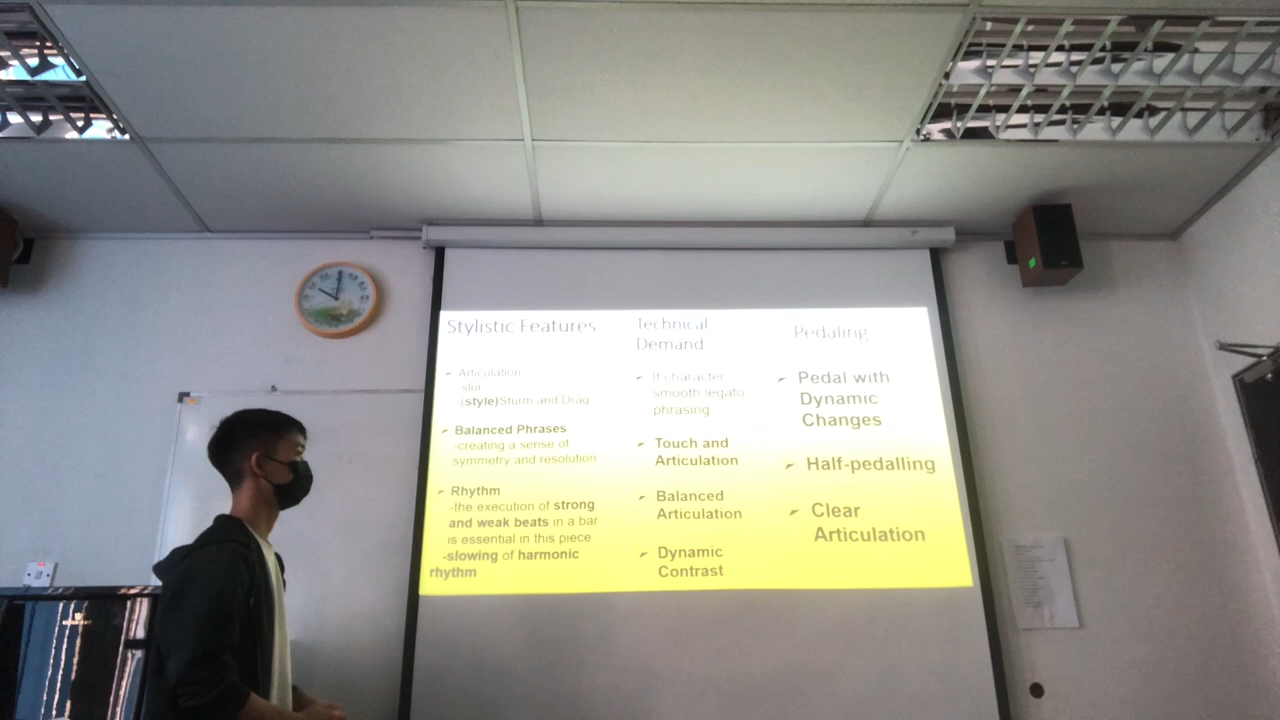 Stylistic Features
Articulation
-slur
-(style)Sturm and Drag
Balanced Phrases
-creating a sense of
symmetry and resolution
Rhythm
-the execution of strong
and weak beats in a bar
is essential in this piece
-slowing of harmonic
rhythm
Technical
Demand
It character
smooth legato
phrasing
Touch and
Articulation
Balanced
Articulation
Dynamic
Contrast
Pedaling
Pedal with
Dynamic
Changes
Half-pedalling
Clear
Articulation